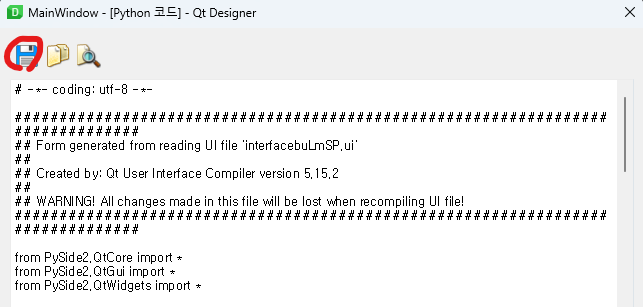 MainWindow - [Python 코드] - Qt Designer
# -*- coding: utf-8 -*-
################################################################
##############
## Form generated from reading UI file 'interfacebuLmSP.ui'
##
## Created by: Qt User Interface Compiler version 5.15.2
##
## WARNING! All changes made in this file will be lost when recompiling UI file!
################################################################
##############
from PySide2.QtCore import *
from PySide2.QtGui import *
from PySide2.QtWidgets import *